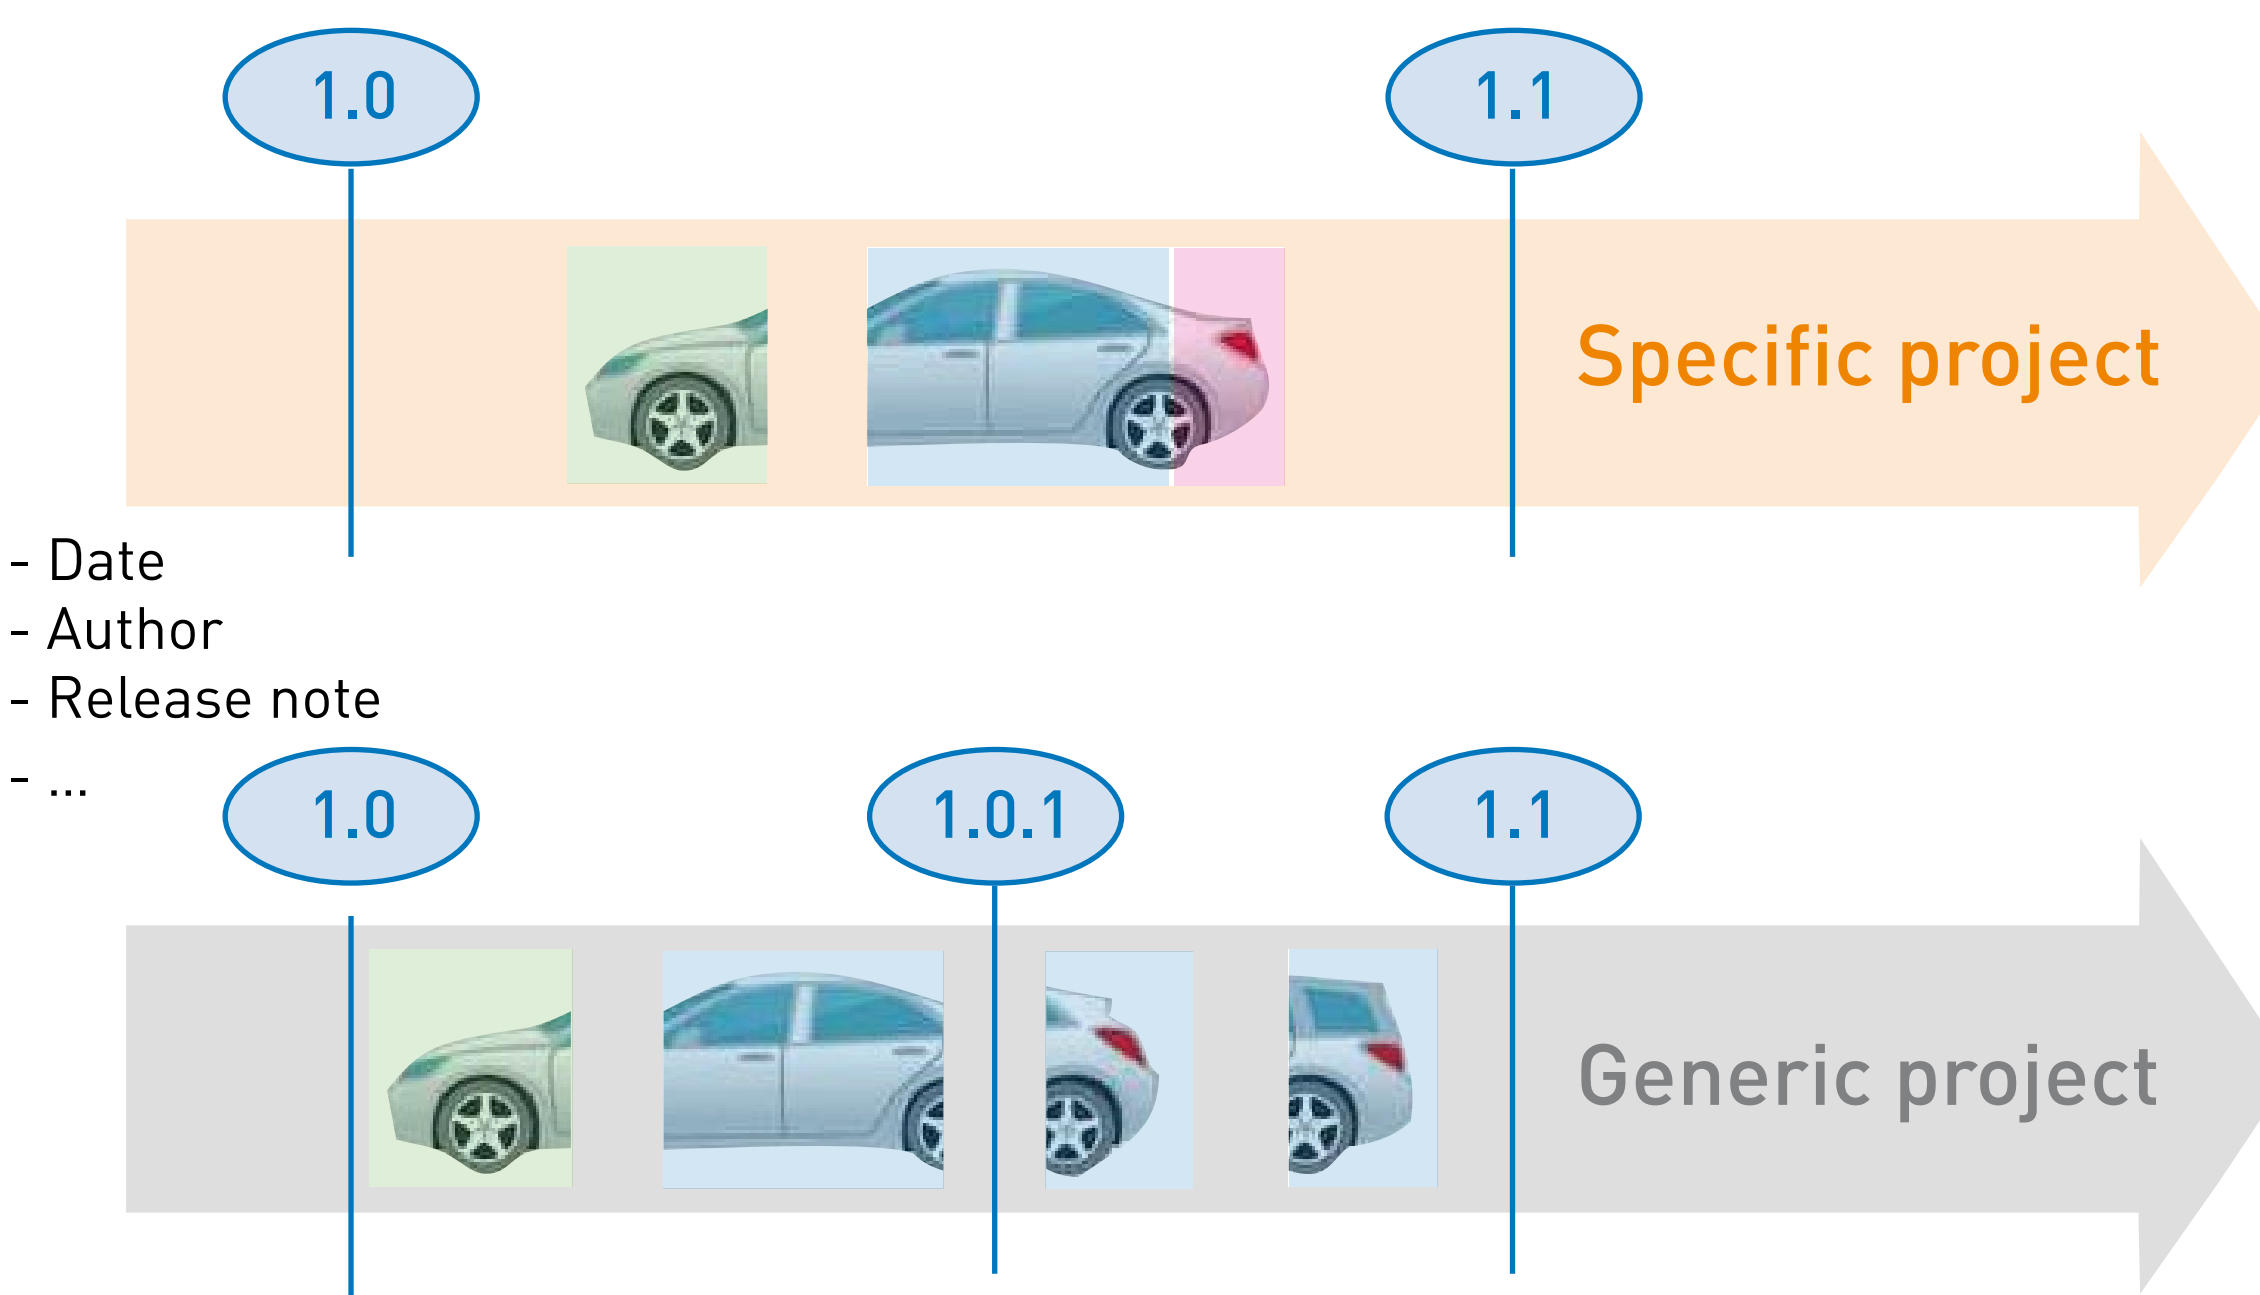 1.0
1.1
Specific project
- Date
- Author
- Release note
- ...
1.0
1.0.1
1.1
Generic project